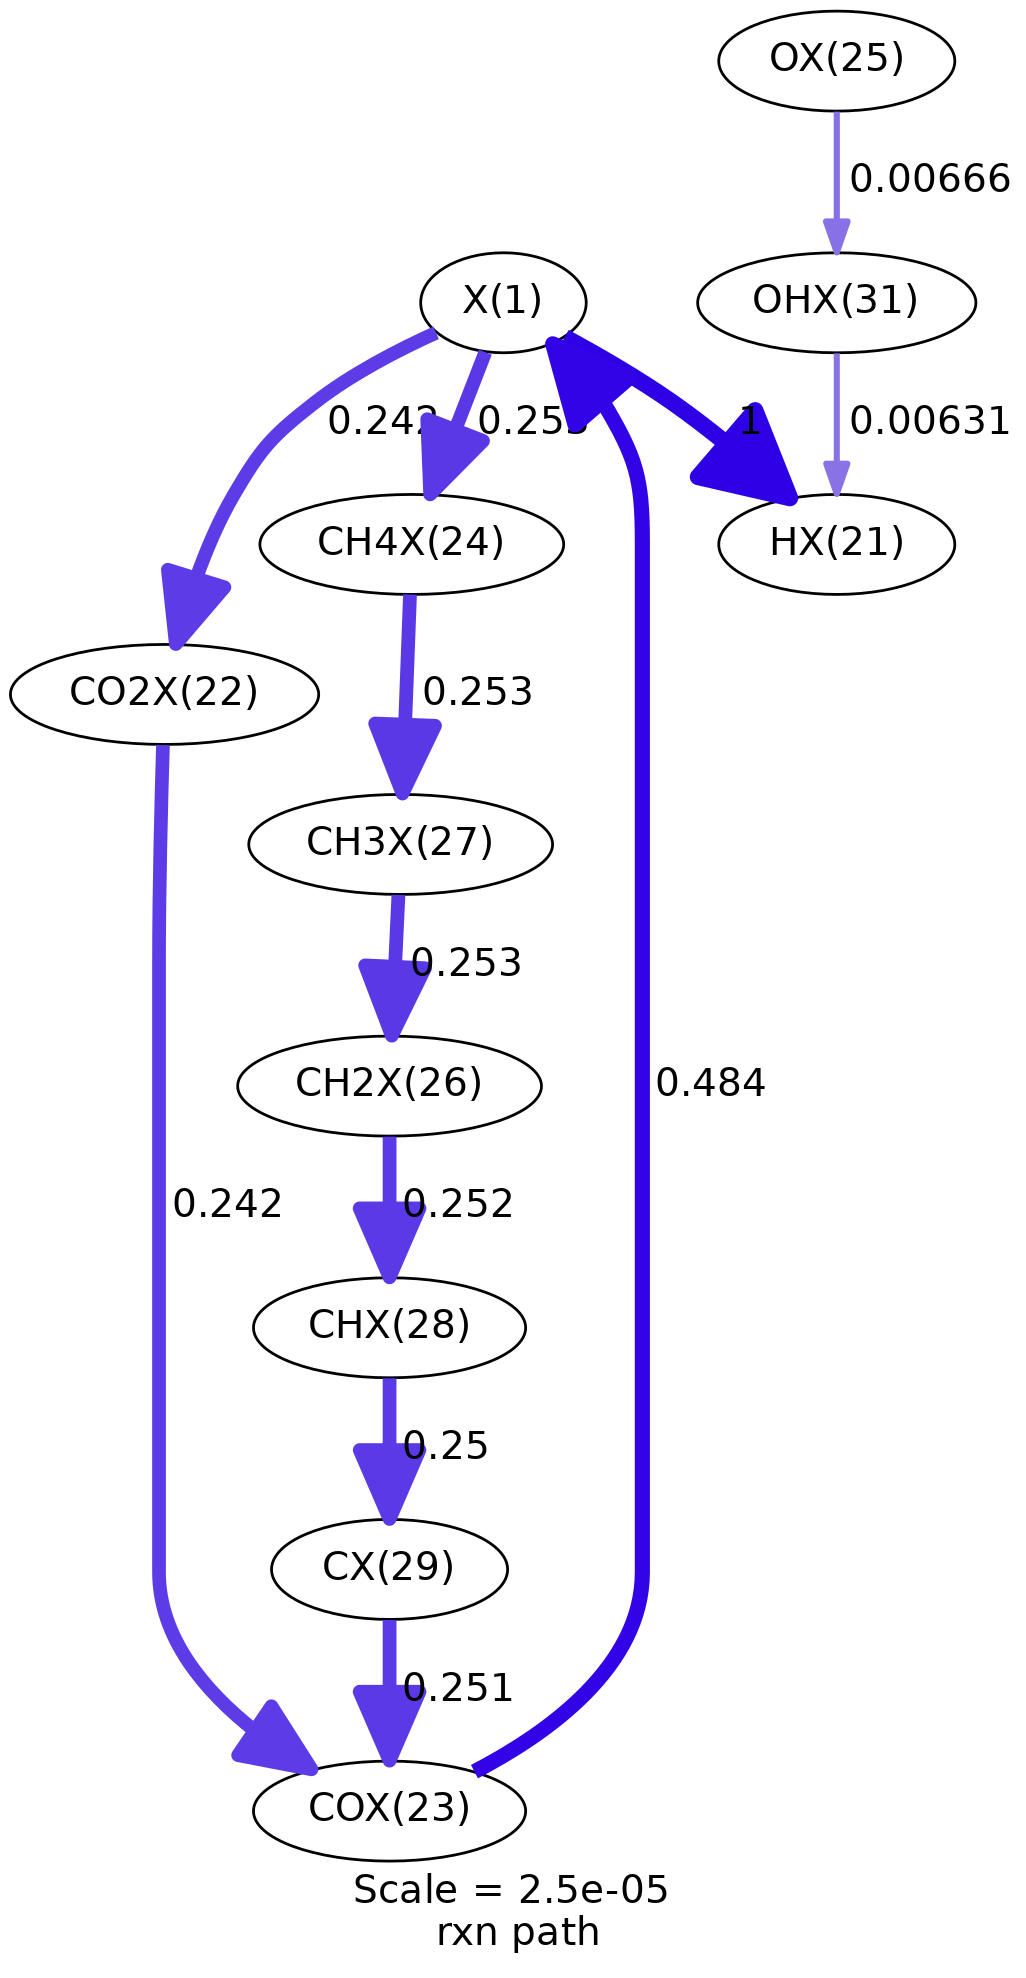 OX(25)
0.00666
X(1)
OHX(31)
0.242
0.253
1
0.00631
CH4X(24)
HX(21)
CO2X(22)
0.253
CH3X(27)
0.253
CH2X(26)
0.484
0.242
0.252
CHX(28)
0.25
CX(29)
0.251
COX(23)
Scale = 2.5e-05
rxn path